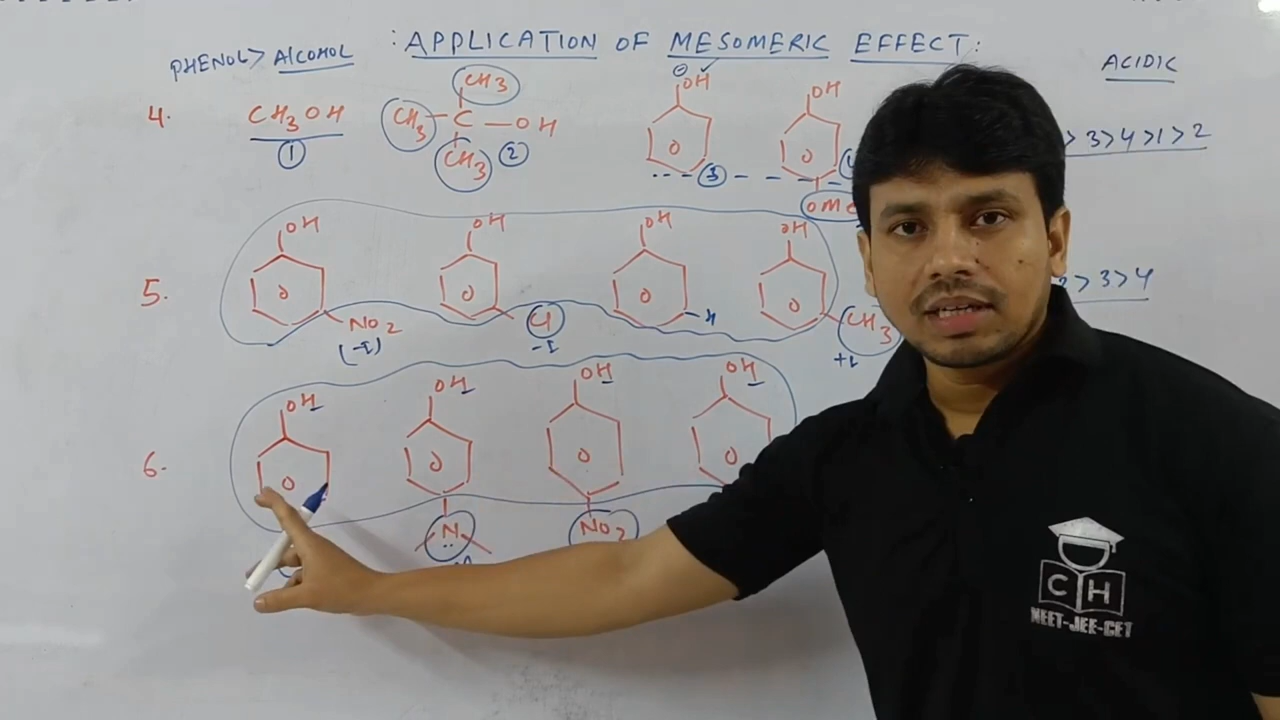 : APPLICATION OF MESOMERIC EFFECT :
PHENOL > ALCOHOL
ACIDIC
4.
CH3OH
1
CH3
CH3 - C - OH
CH3
2
⊖
OH
3
OH
OMe
> 3 > 4 > 1 > 2
5.
OH
NO2
(-I)
OH
Cl
-I
OH
H
OH
CH3
+I
2 > 3 > 4
6.
OH
OH
N
OH
NO2
OH
CH
NEET-JEE-CET